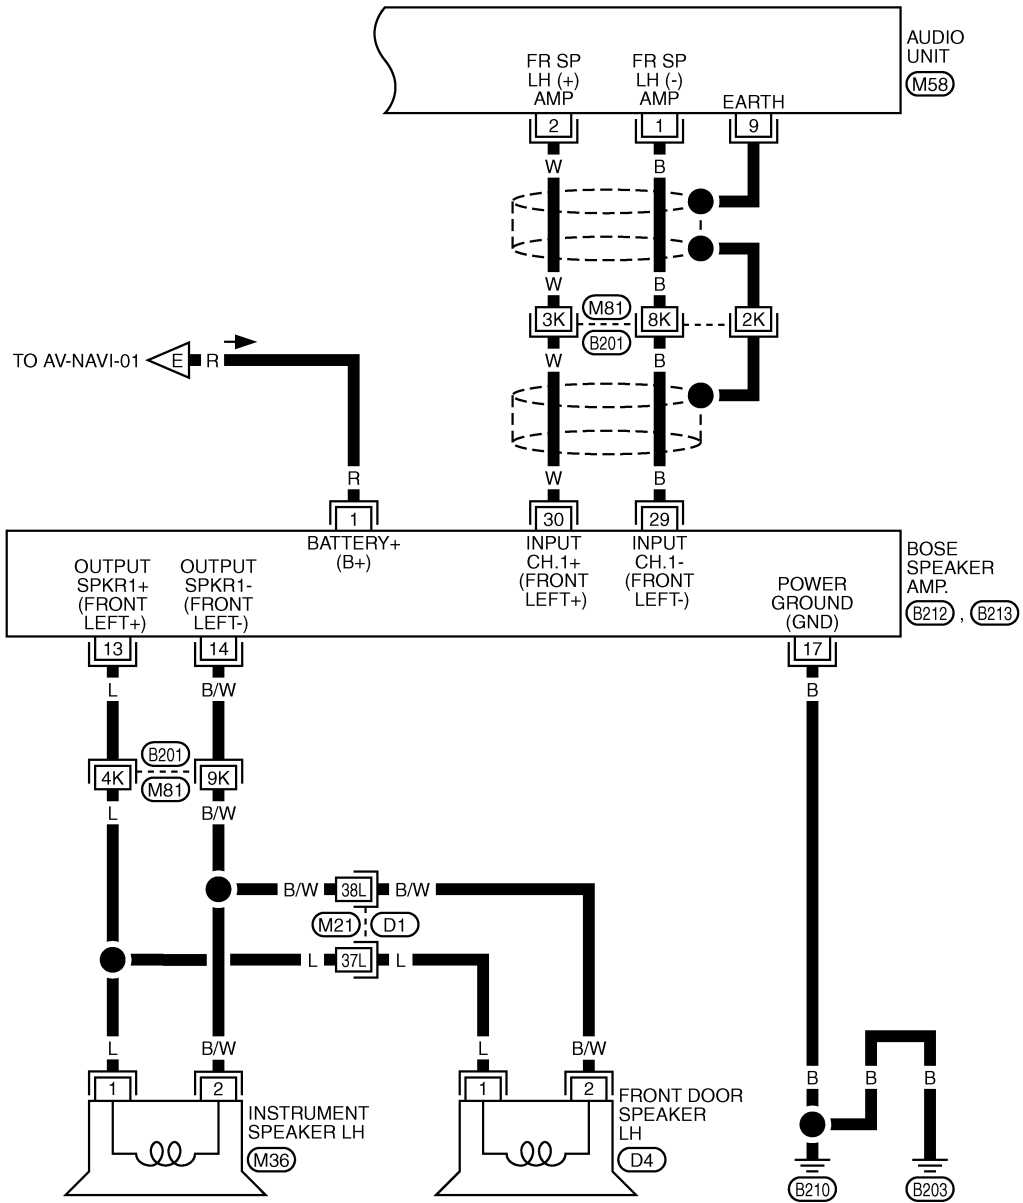 AUDIO
UNIT
M58
FR SP
LH (+)
AMP
FR SP
LH (-)
AMP
EARTH
2
1
9
W
B
W
B
3K
M81
8K
2K
B201
TO AV-NAVI-01
E
R
W
B
R
W
B
1
30
29
BATTERY+
(B+)
INPUT
CH.1+
(FRONT
LEFT+)
INPUT
CH.1-
(FRONT
LEFT-)
BOSE
SPEAKER
AMP.
B212 , B213
OUTPUT
SPKR1+
(FRONT
LEFT+)
OUTPUT
SPKR1-
(FRONT
LEFT-)
POWER
GROUND
(GND)
13
14
17
L
B/W
B
4K
B201
9K
M81
L
B/W
B/W
38L
B/W
M21
D1
L
37L
L
L
B/W
L
B/W
B
B
B
1
2
1
2
INSTRUMENT
SPEAKER LH
M36
FRONT DOOR
SPEAKER
LH
D4
B210
B203